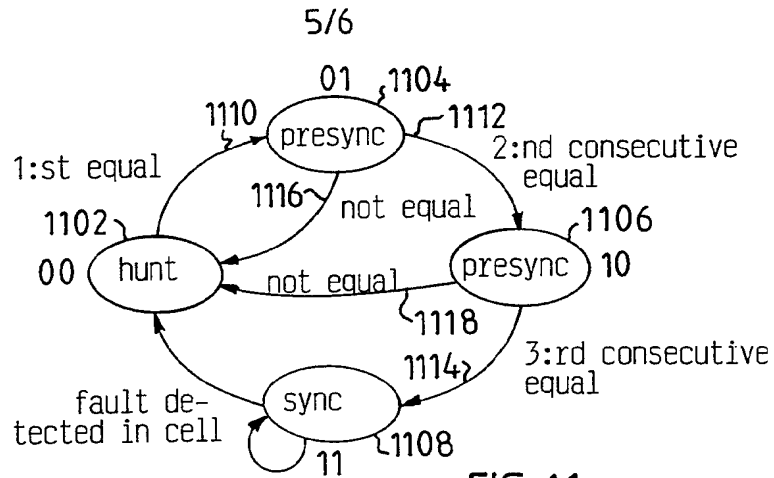 5/6
01
1104
1110
presync
1112
1:st equal
2:nd consecutive
equal
1116
not equal
1102
1106
00
hunt
presync
10
not equal
1118
3:rd consecutive
equal
1114
fault de-
tected in cell
sync
1108
11